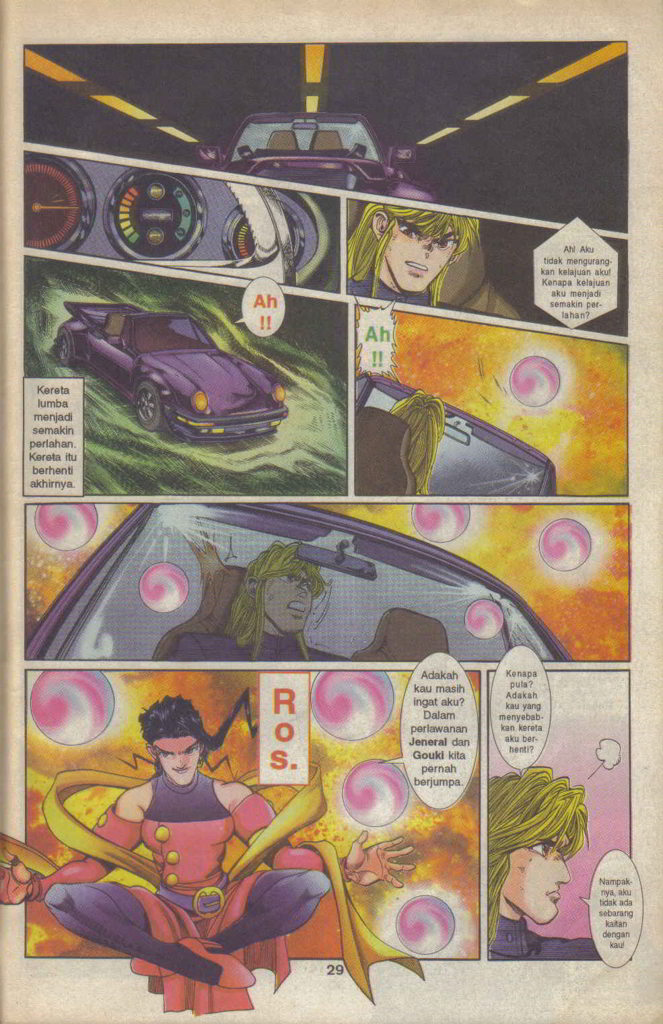 Ah! Aku
tidak mengurang-
kan kelajuan aku!
Kenapa kelajuan
aku menjadi
semakin per-
lahan?
Ah
!!
Kereta
lumba
menjadi
semakin
perlahan.
Kereta itu
berhenti
akhirnya.
Ah
!!
Ros.
Adakah
kau masih
ingat aku?
Dalam
perlawanan
Jeneral dan
Gouki kita
pernah
berjumpa.
Kenapa
pula?
Adakah
kau yang
menyebab-
kan kereta
aku ber-
henti?
Nampak-
nya, aku
tidak ada
sebarang
kaitan
dengan
kau!
29